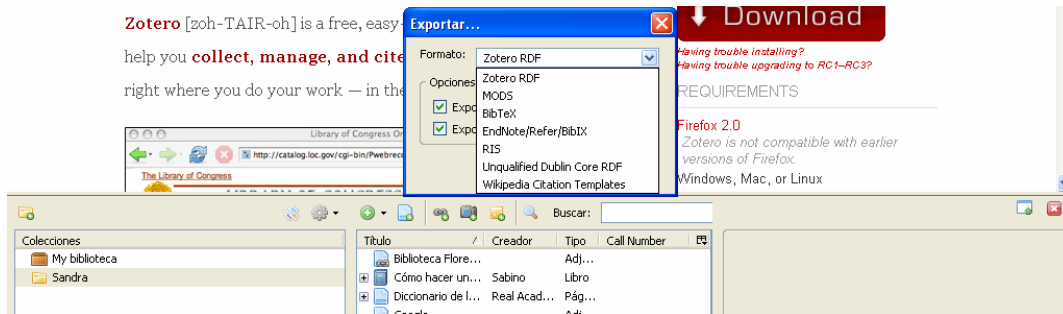 Zotero [zoh-TAIR-oh] is a free, easy-
help you collect, manage, and cite
right where you do your work — in the
Library of Congress On
http://catalog.loc.gov/cgi-bin/Pwebrec
The Library of Congress
Exportar...
Formato: Zotero RDF
Zotero RDF
MODS
BibTeX
EndNote/Refer/BibIX
RIS
Unqualified Dublin Core RDF
Wikipedia Citation Templates
Opciones
Expo
Expo
Download
Having trouble installing?
Having trouble upgrading to RC1–RC3?
REQUIREMENTS
Firefox 2.0
Zotero is not compatible with earlier
versions of Firefox.
Windows, Mac, or Linux
Buscar:
Colecciones
My biblioteca
Sandra
Título Creador Tipo Call Number
Biblioteca Flore... Adj...
Cómo hacer un... Sabino Libro
Diccionario de l... Real Acad... Pág...